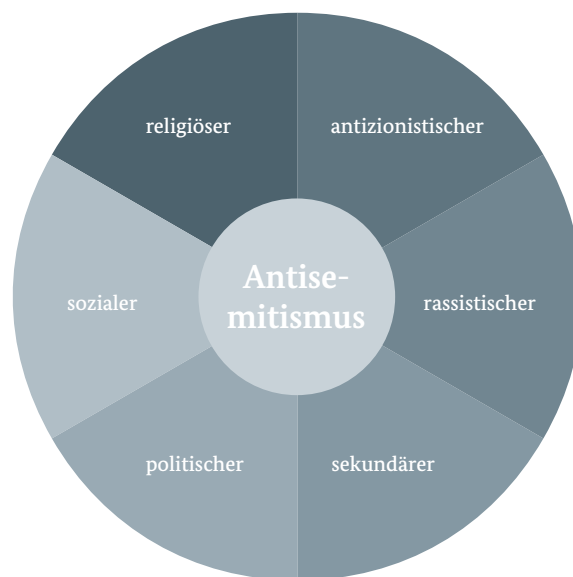 religiöser
antizionistischer
sozialer
Antise-
mitismus
rassistischer
politischer
sekundärer